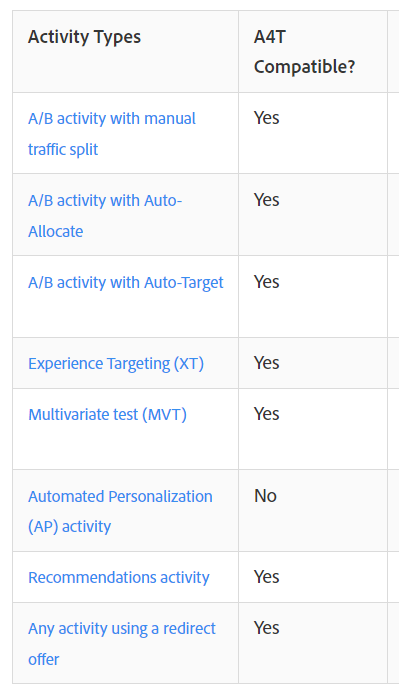 Activity Types
A4T
Compatible?
A/B activity with manual
traffic split
Yes
A/B activity with Auto-
Allocate
Yes
A/B activity with Auto-Target
Yes
Experience Targeting (XT)
Yes
Multivariate test (MVT)
Yes
Automated Personalization
(AP) activity
No
Recommendations activity
Yes
Any activity using a redirect
offer
Yes